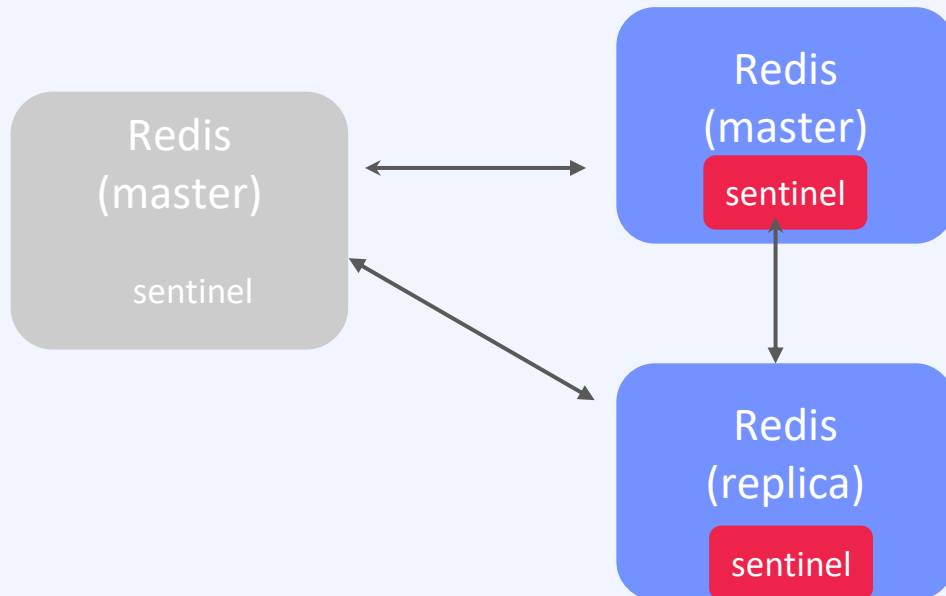 Redis
(master)
sentinel
Redis
(master)
sentinel
Redis
(replica)
sentinel